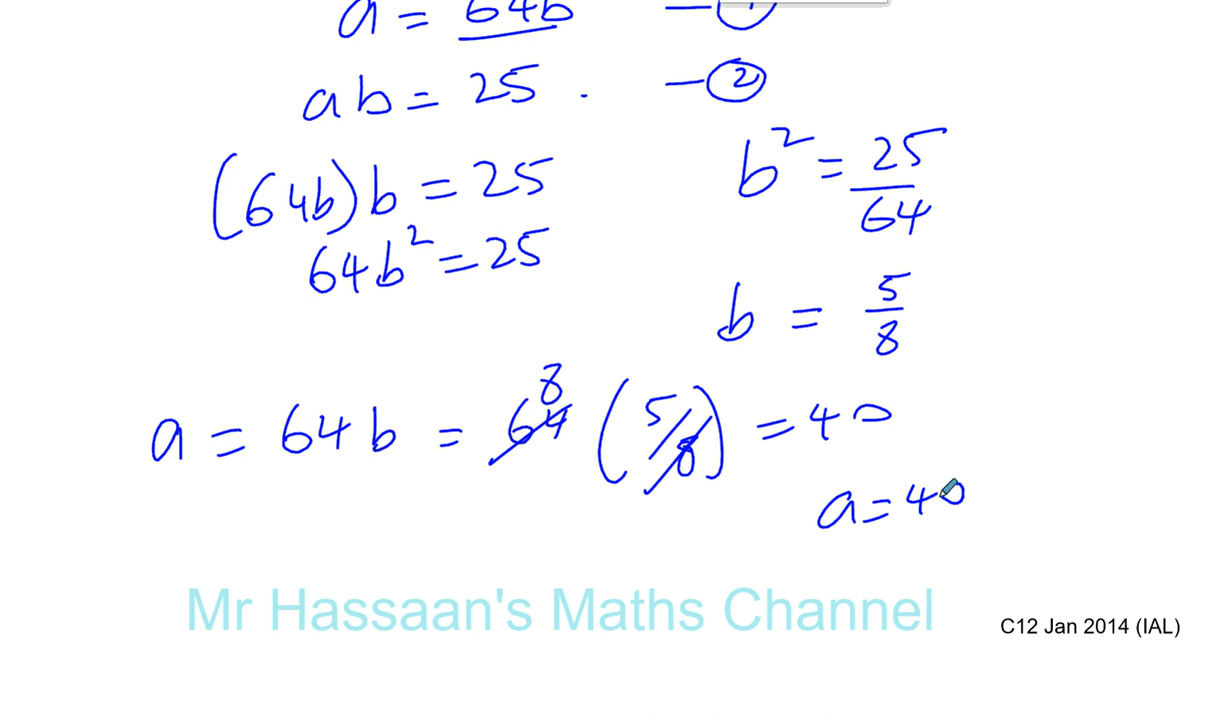 a = 64b — ①
ab = 25 . — ②
(64b)b = 25
64b² = 25
b² = 25/64
b = 5/8
a = 64b = 64 8 (5/8) = 40
a = 40
Mr Hassaan's Maths Channel
C12 Jan 2014 (IAL)